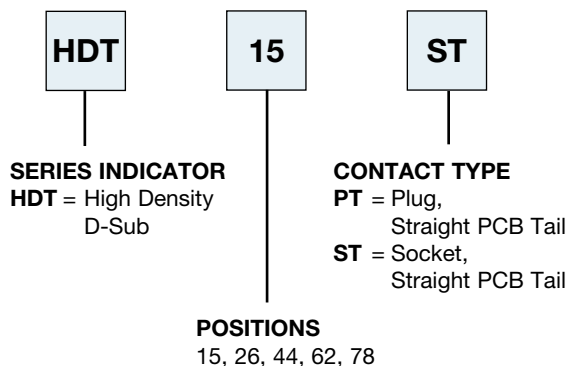 HDT 15 ST
SERIES INDICATOR
HDT = High Density
D-Sub
CONTACT TYPE
PT = Plug,
Straight PCB Tail
ST = Socket,
Straight PCB Tail
POSITIONS
15, 26, 44, 62, 78